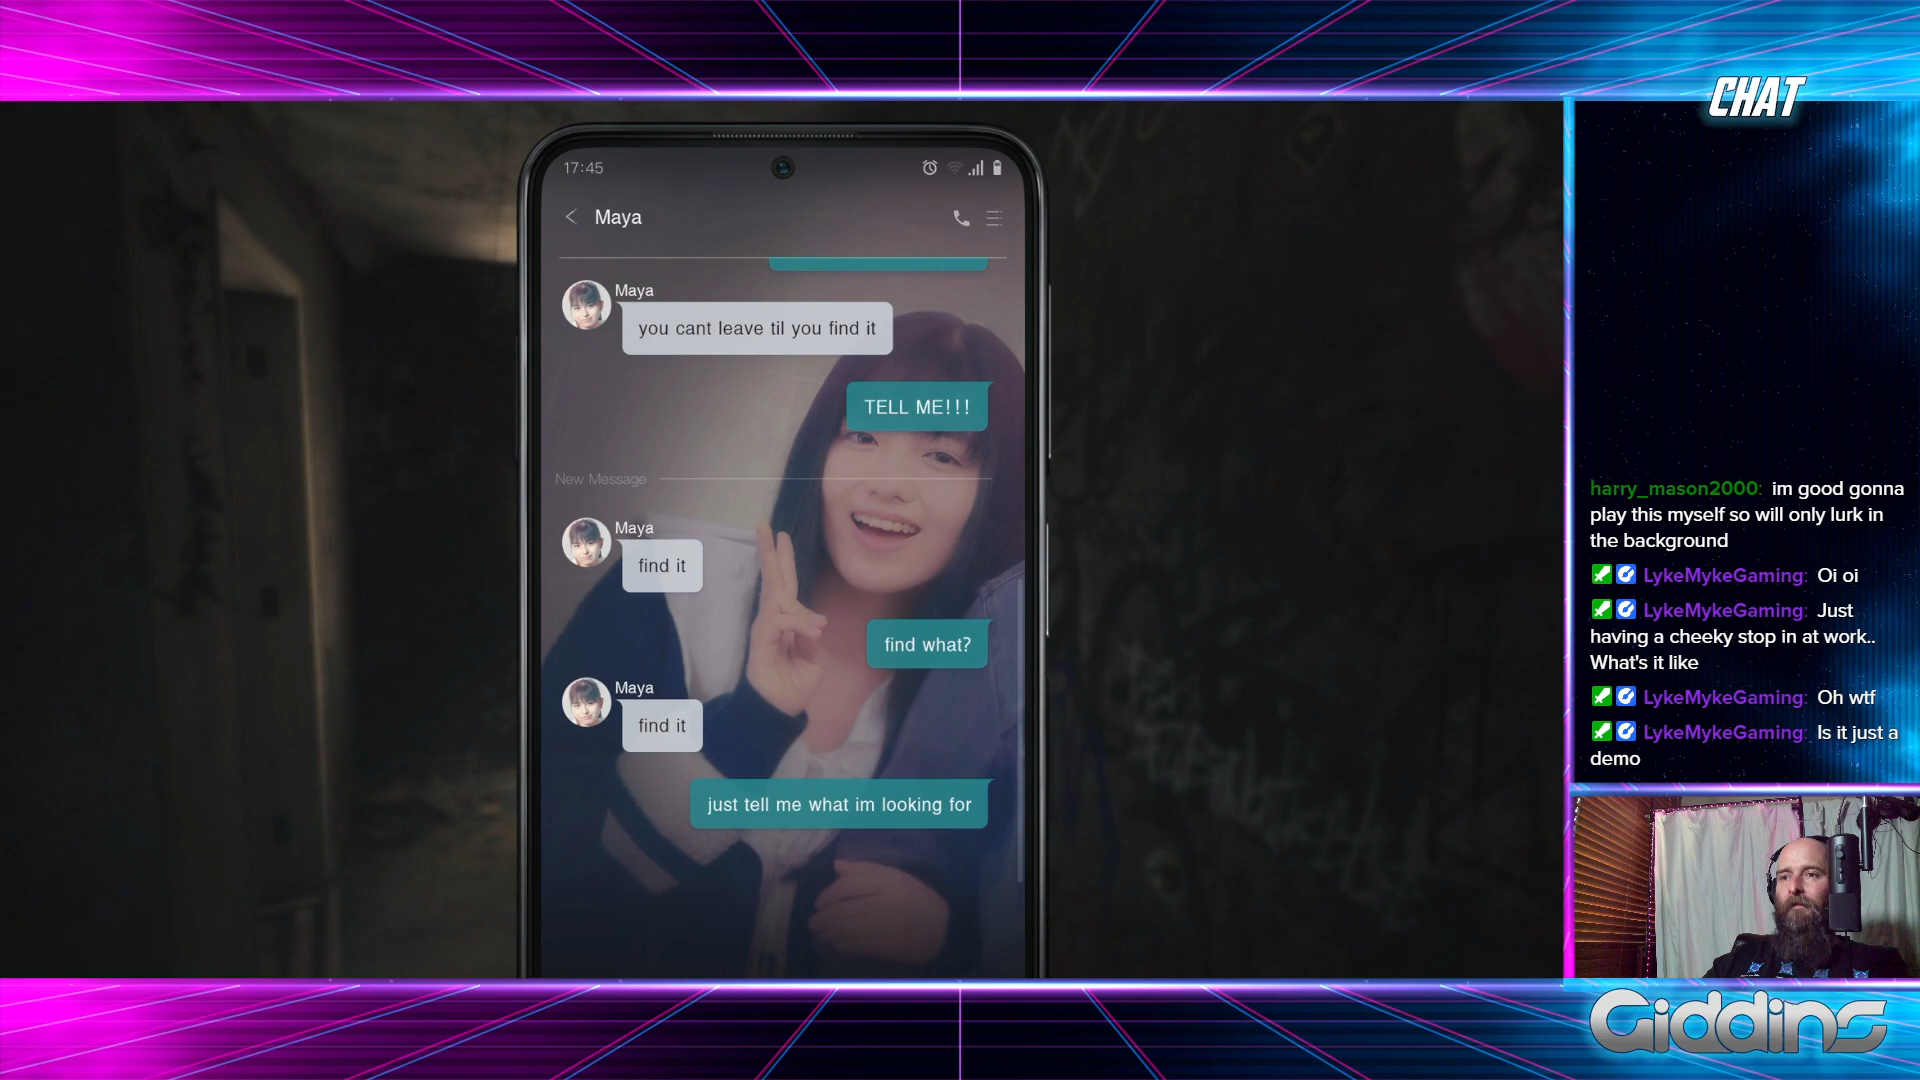 CHAT
17:45
Maya
Maya
you cant leave til you find it
TELL ME!!!
New Message
Maya
find it
find what?
Maya
find it
just tell me what im looking for
harry_mason2000: im good gonna
play this myself so will only lurk in
the background
LykeMykeGaming: Oi oi
LykeMykeGaming: Just
having a cheeky stop in at work..
What's it like
LykeMykeGaming: Oh wtf
LykeMykeGaming: Is it just a
demo
Giddins